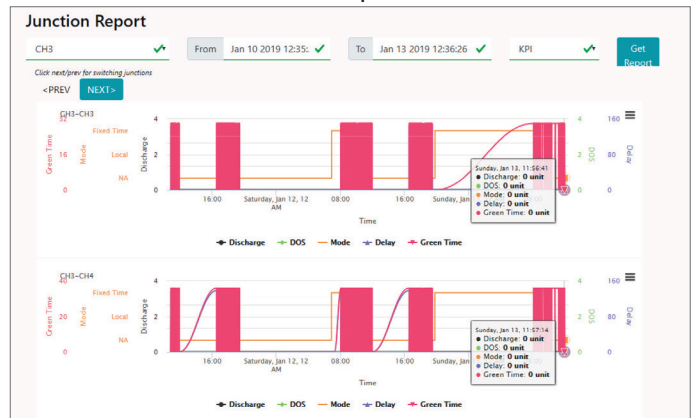 Junction Report
CH3
From Jan 10 2019 12:35:
To Jan 13 2019 12:36:26
KPI
Get Report
Click next/prev for switching junctions
<PREV NEXT>
CH3-CH3
32
16
0
Green Time
Fixed Time
Local
NA
Mode
4
2
0
Discharge
4
2
0
DOS
160
80
0
Delay
16:00 Saturday, Jan 12, 12 AM 08:00 16:00 Sunday, Jan
Time
Sunday, Jan 13, 11:56:41
Discharge: 0 unit
DOS: 0 unit
Mode: 0 unit
Delay: 0 unit
Green Time: 0 unit
Discharge DOS Mode Delay Green Time
CH3-CH4
40
20
0
Green Time
Fixed Time
Local
NA
Mode
4
2
0
Discharge
4
2
0
DOS
160
80
0
Delay
16:00 Saturday, Jan 12, 12 AM 08:00 16:00 Sunday, Jan
Time
Sunday, Jan 13, 11:57:14
Discharge: 0 unit
DOS: 0 unit
Mode: 0 unit
Delay: 0 unit
Green Time: 0 unit
Discharge DOS Mode Delay Green Time